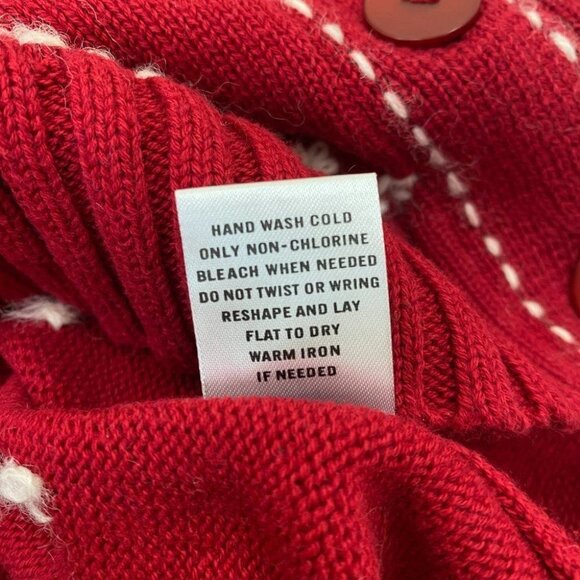 HAND WASH COLD
ONLY NON-CHLORINE
BLEACH WHEN NEEDED
DO NOT TWIST OR WRING
RESHAPE AND LAY
FLAT TO DRY
WARM IRON
IF NEEDED